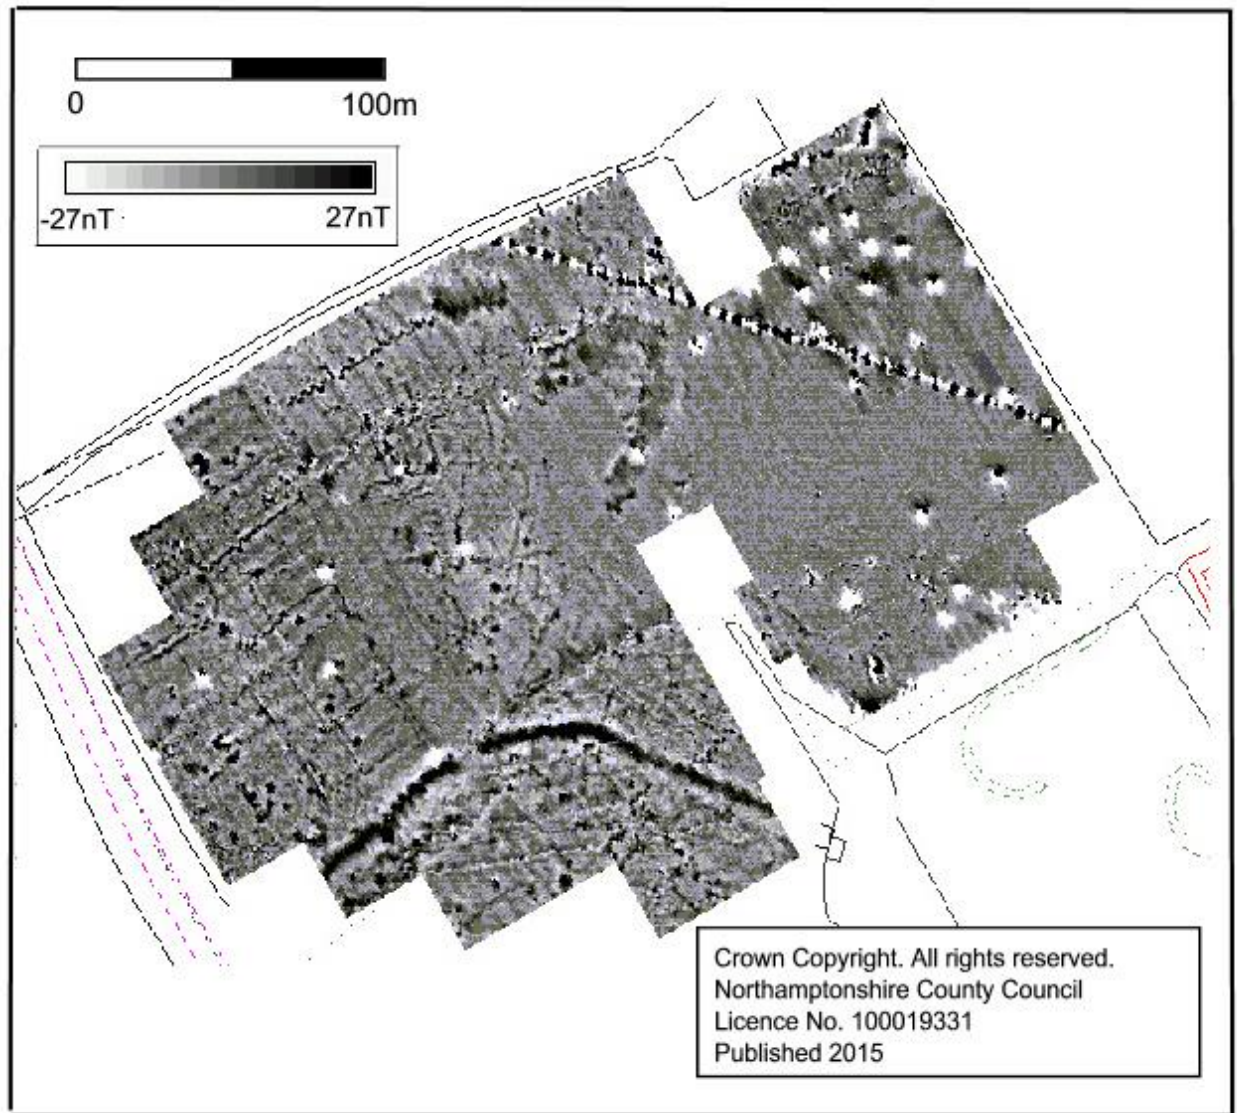 0 100m
-27nT 27nT
Crown Copyright. All rights reserved.
Northamptonshire County Council
Licence No. 100019331
Published 2015